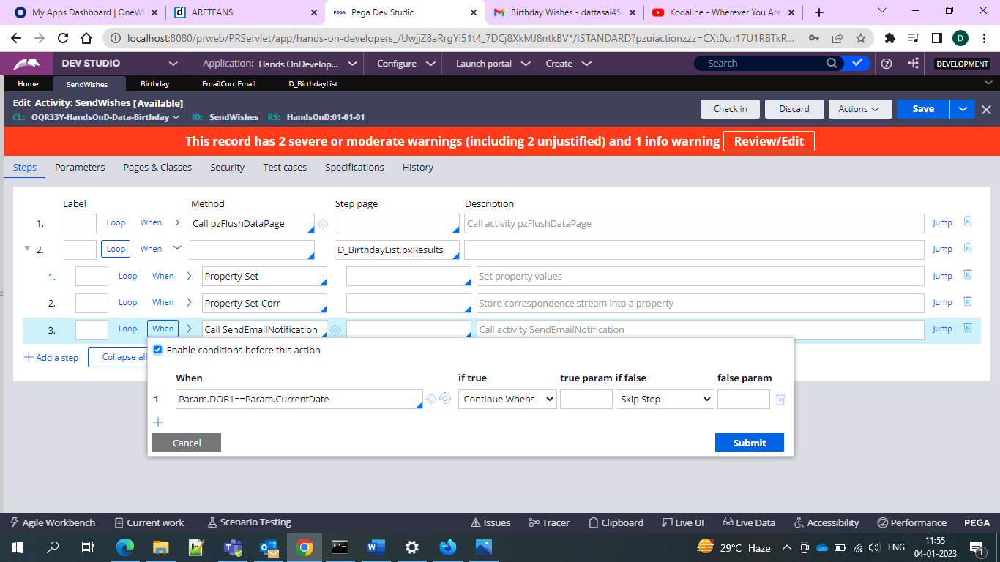 My Apps Dashboard | OneWI
ARETEANS
PEGA Pega Dev Studio
Birthday Wishes - dattasai45
Kodaline - Wherever You Are
localhost:8080/prweb/PRServlet/app/hands-on-developers_/UwjjZ8aRrgYi51t4_7DCj8XkMJ8ntkBV*/!STANDARD?pzuiactionzzz=CXt0cn17U1RBTkR...
D
DEV STUDIO
Application: Hands OnDevelop...
Configure
Launch portal
Create
Search
DEVELOPMENT
Home
SendWishes
Birthday
EmailCorr Email
D_BirthdayList
Edit Activity: SendWishes [Available]
CL: OQR33Y-HandsOnD-Data-Birthday ID: SendWishes RS: HandsOnD:01-01-01
Check in
Discard
Actions
Save
This record has 2 severe or moderate warnings (including 2 unjustified) and 1 info warning Review/Edit
Steps Parameters Pages & Classes Security Test cases Specifications History
Label Method Step page Description
1. Loop When Call pzFlushDataPage Call activity pzFlushDataPage Jump
2. Loop When D_BirthdayList.pxResults Jump
1. Loop When Property-Set Set property values Jump
2. Loop When Property-Set-Corr Store correspondence stream into a property Jump
3. Loop When Call SendEmailNotification Call activity SendEmailNotification Jump
Add a step
Collapse all
Enable conditions before this action
When if true true param if false false param
1 Param.DOB1==Param.CurrentDate Continue Whens Skip Step
Cancel
Submit
Agile Workbench Current work Scenario Testing Issues Tracer Clipboard Live UI Live Data Accessibility Performance PEGA
29°C Haze ENG 11:55
04-01-2023
1